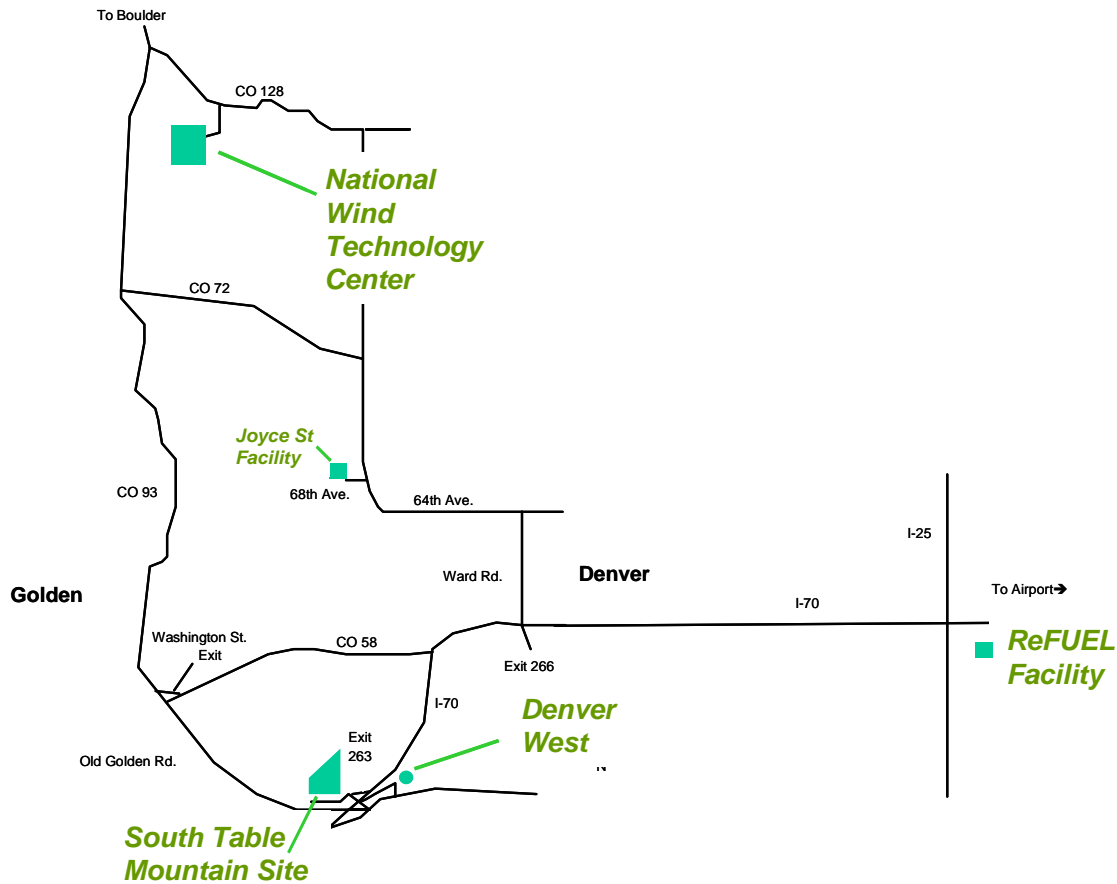 To Boulder
CO 128
National
Wind
Technology
Center
CO 72
Joyce St
Facility
CO 93
68th Ave.
64th Ave.
I-25
Ward Rd.
Denver
Golden
To Airport➔
I-70
Washington St.
Exit
CO 58
Exit 266
ReFUEL
Facility
I-70
Denver
West
Exit
263
Old Golden Rd.
South Table
Mountain Site